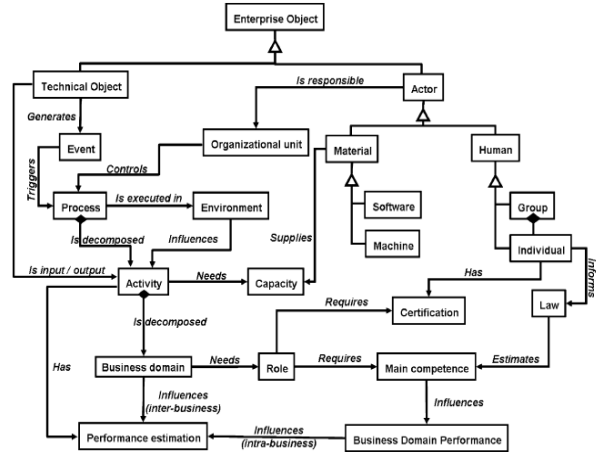 Enterprise Object
Is responsible
Technical Object
Actor
Generates
Event
Organizational unit
Material
Human
Triggers
Controls
Process
Is executed in
Environment
Software
Group
Is decomposed
Influences
Supplies
Machine
Individual
Is input / output
Activity
Needs
Capacity
Has
Informs
Requires
Certification
Law
Is decomposed
Has
Business domain
Needs
Role
Requires
Main competence
Estimates
Influences
(inter-business)
Influences
Performance estimation
Influences
(intra-business)
Business Domain Performance